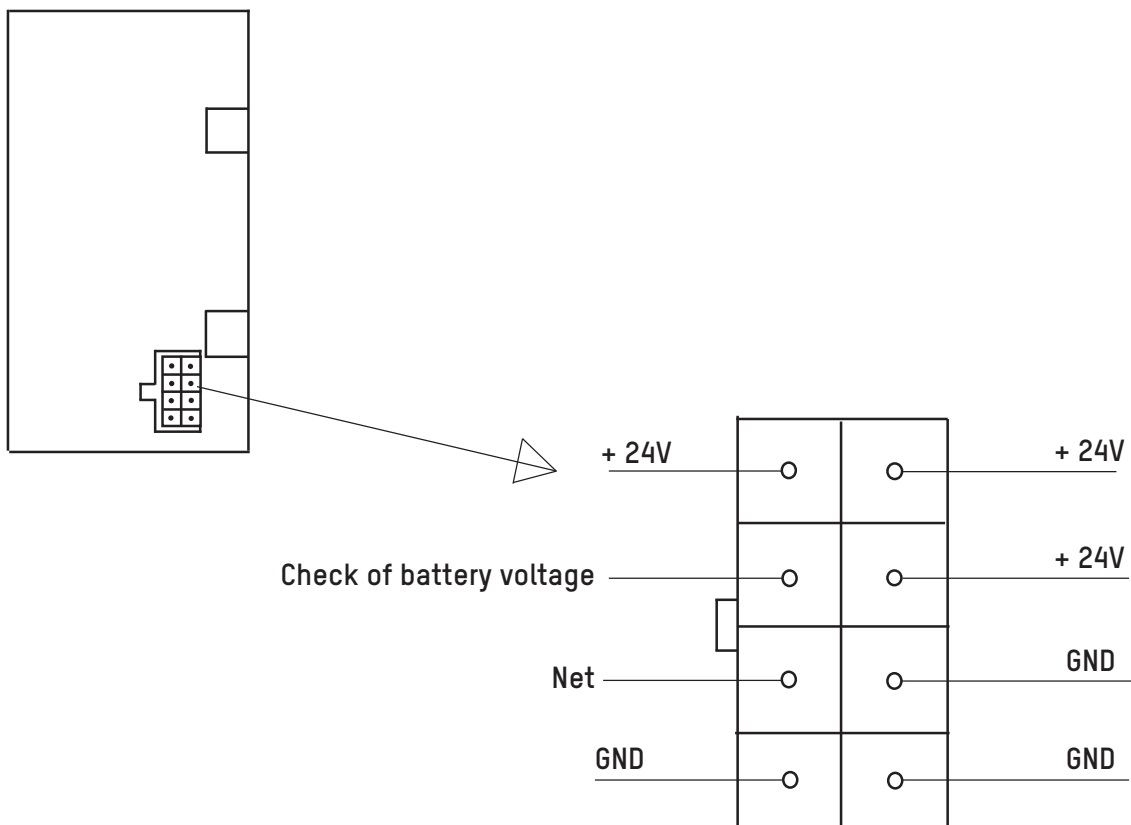 + 24V
+ 24V
Check of battery voltage
+ 24V
Net
GND
GND
GND